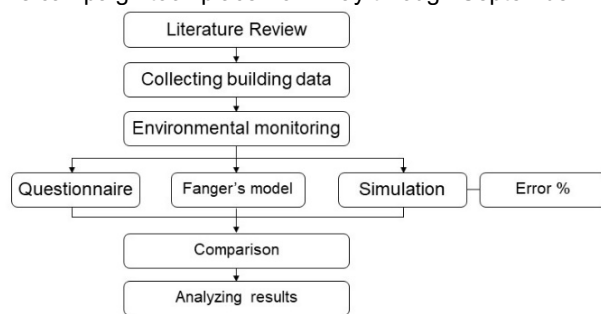 Literature Review
Collecting building data
Environmental monitoring
Questionnaire
Fanger's model
Simulation
Error %
Comparison
Analyzing results